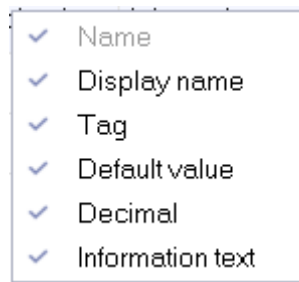 Name
Display name
Tag
Default value
Decimal
Information text